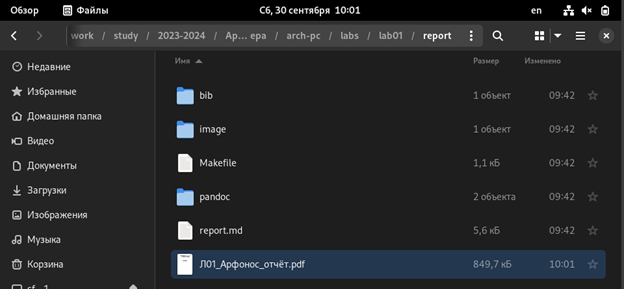 Обзор Файлы Сб, 30 сентября 10:01 en
work / study / 2023-2024 / Ар… ера / arch-pc / labs / lab01 / report
Имя Размер Изменено
Недавние
Избранные
Домашняя папка
Видео
Документы
Загрузки
Изображения
Музыка
Корзина
bib 1 объект 09:42
image 1 объект 09:42
Makefile 1,1 кБ 09:42
pandoc 2 объекта 09:42
report.md 5,6 кБ 09:42
Л01_Арфонос_отчёт.pdf 849,7 кБ 10:01